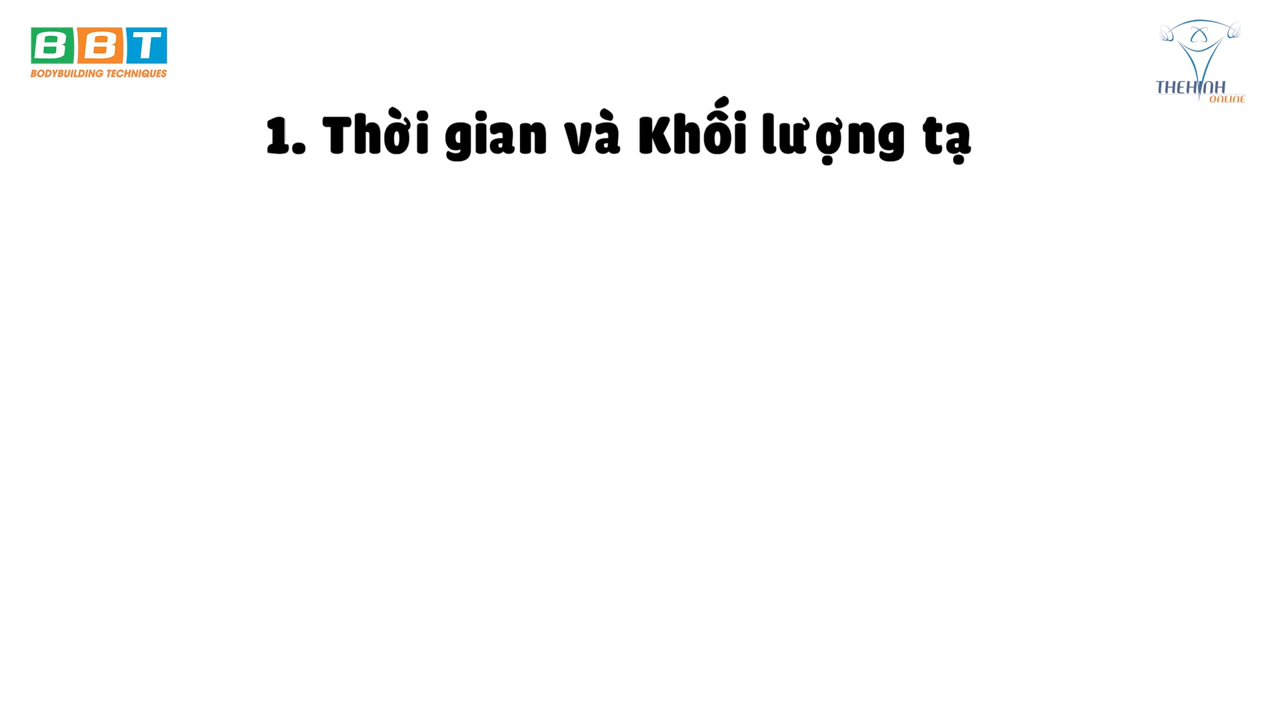 BBT
BODYBUILDING TECHNIQUES
THEHINH
ONLINE
1. Thời gian và Khối lượng tạ